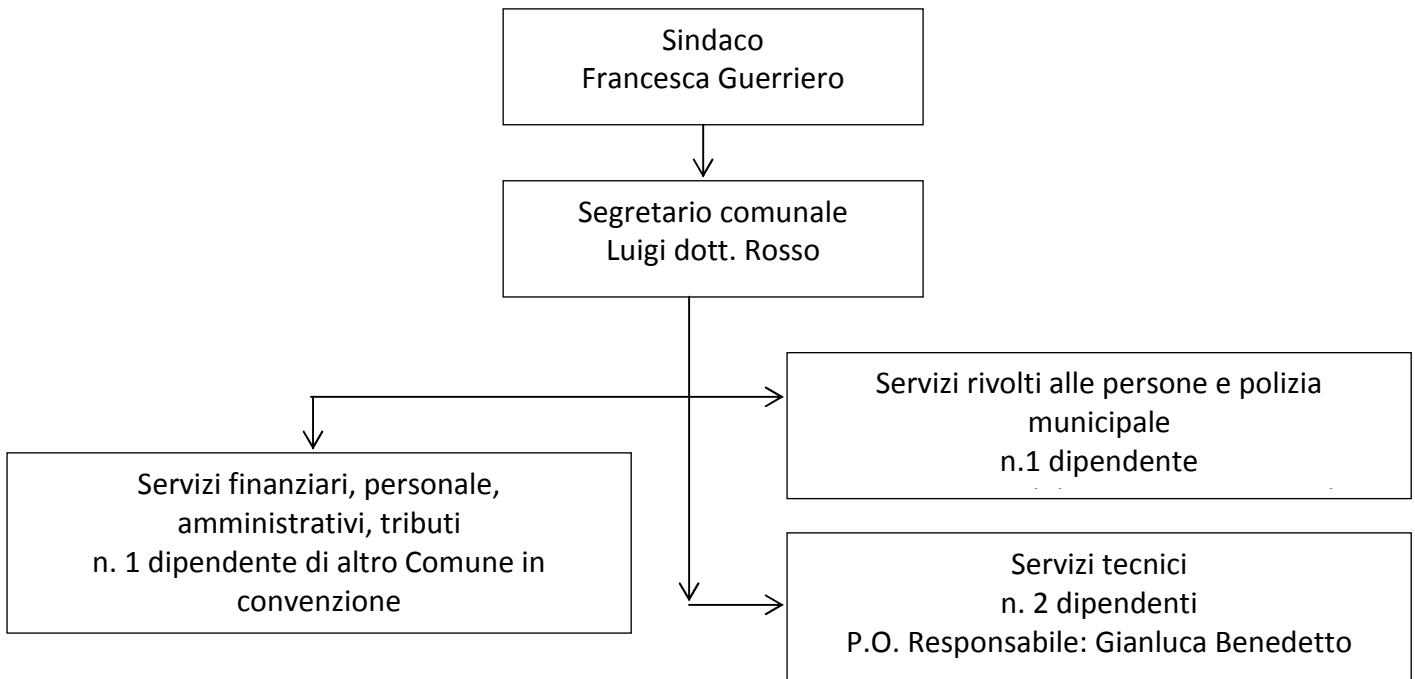 Sindaco
Francesca Guerriero
Segretario comunale
Luigi dott. Rosso
Servizi rivolti alle persone e polizia
municipale
n.1 dipendente
Servizi finanziari, personale,
amministrativi, tributi
n. 1 dipendente di altro Comune in
convenzione
Servizi tecnici
n. 2 dipendenti
P.O. Responsabile: Gianluca Benedetto